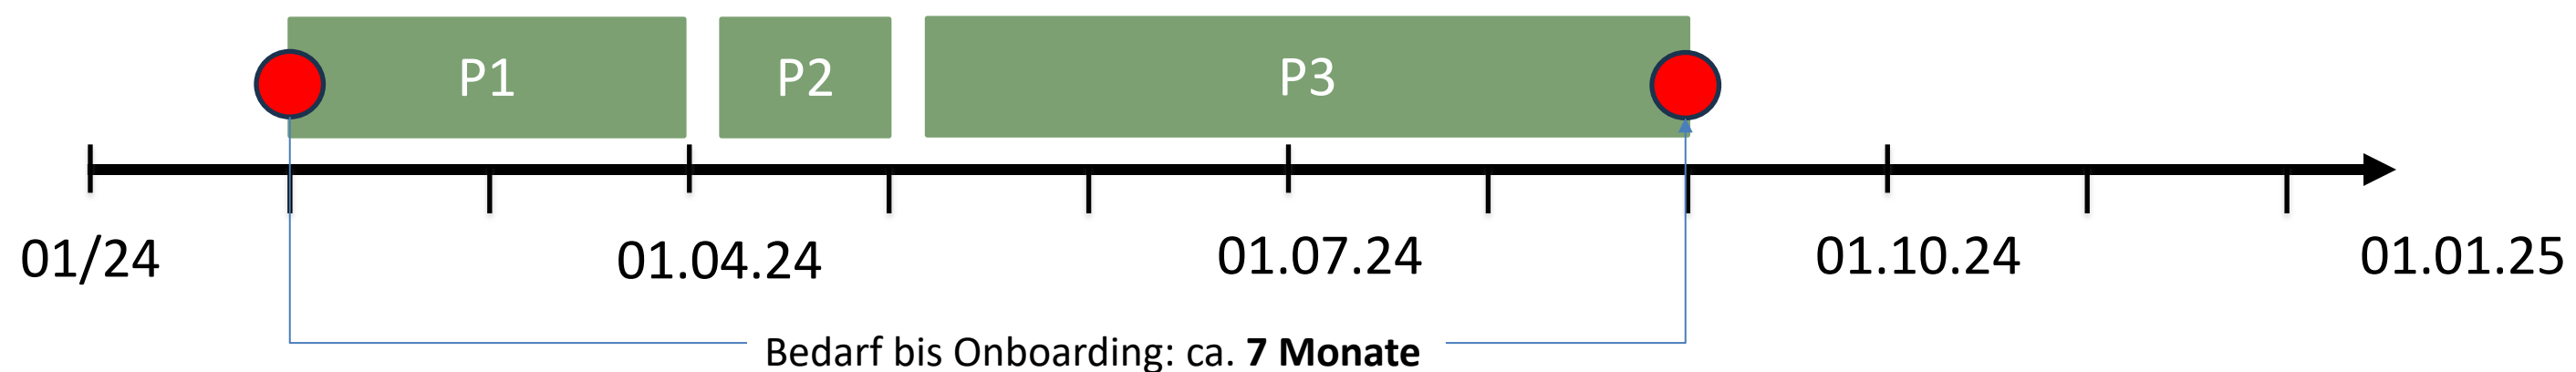 P1 P2 P3
01/24 01.04.24 01.07.24 01.10.24 01.01.25
Bedarf bis Onboarding: ca. 7 Monate